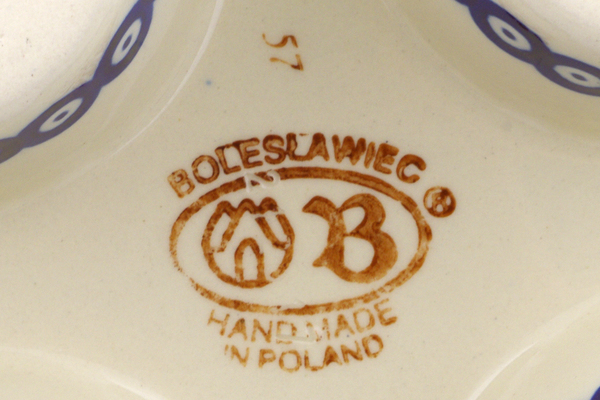 57
BOLESŁAWIEC ®
B
HAND MADE
IN POLAND